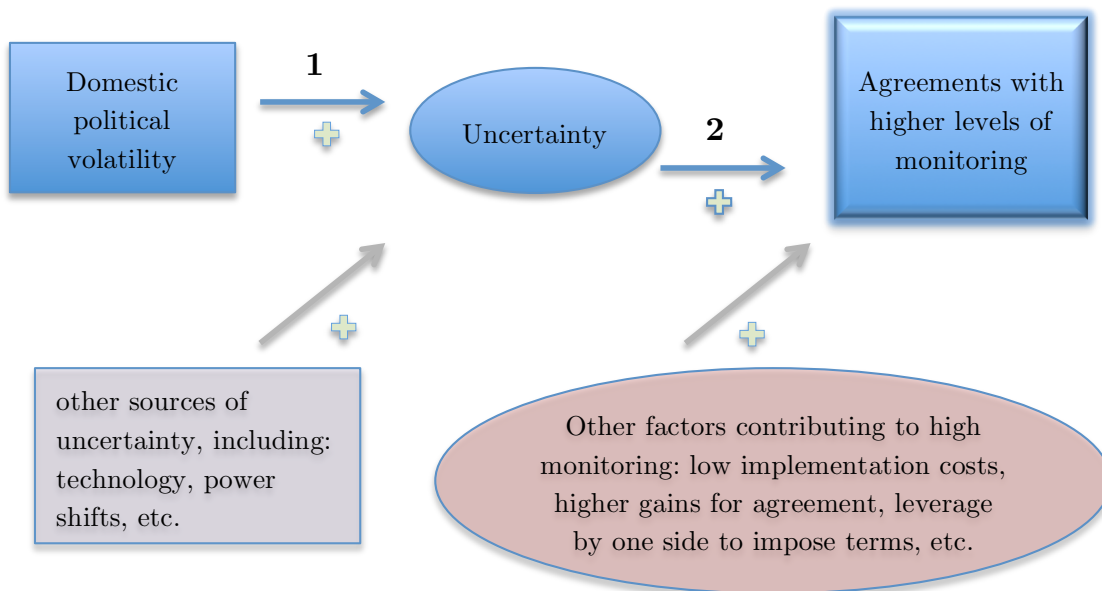 Domestic
political
volatility
1
Uncertainty
2
Agreements with
higher levels of
monitoring
other sources of
uncertainty, including:
technology, power
shifts, etc.
Other factors contributing to high
monitoring: low implementation costs,
higher gains for agreement, leverage
by one side to impose terms, etc.